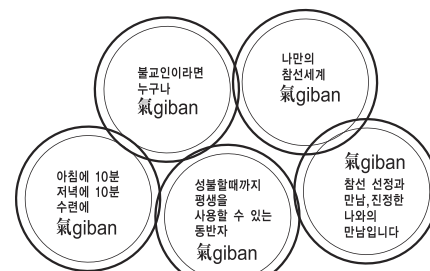 불교인이라면
누구나
氣giban
나만의
참선세계
氣giban
아침에 10분
저녁에 10분
수련에
氣giban
성불할때까지
평생을
사용할 수 있는
동반자
氣giban
氣giban
참선 선정과
만남,진정한
나와의
만남입니다